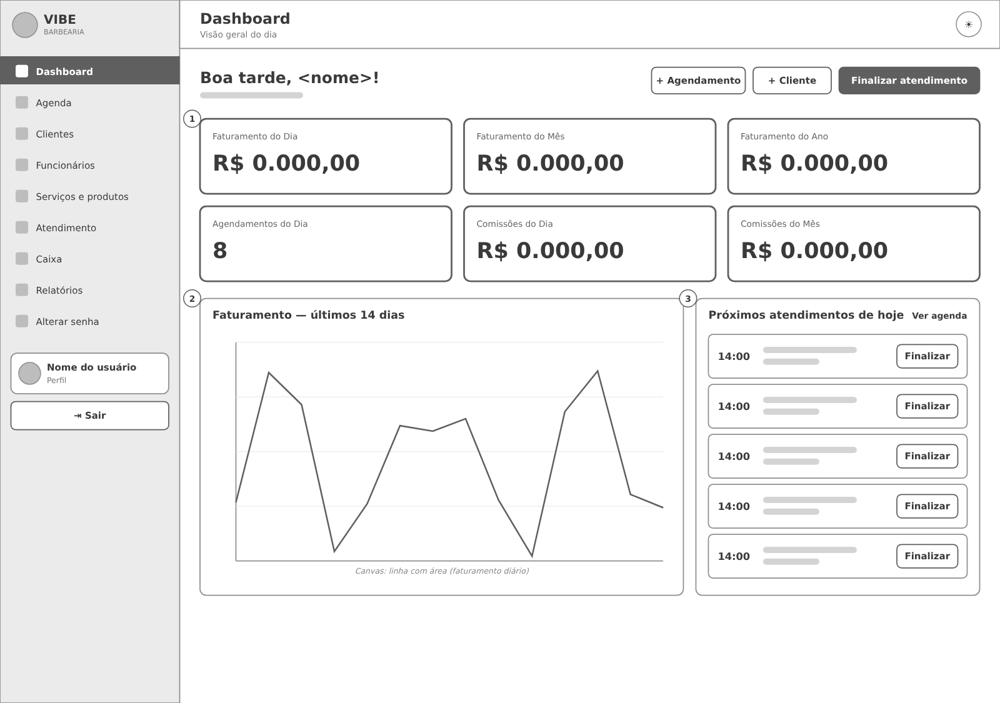 VIBE
BARBEARIA
Dashboard
Agenda
Clientes
Funcionários
Serviços e produtos
Atendimento
Caixa
Relatórios
Alterar senha
Nome do usuário
Perfil
⇥ Sair
Dashboard
Visão geral do dia
☀
Boa tarde, <nome>!
+ Agendamento
+ Cliente
Finalizar atendimento
1
Faturamento do Dia
R$ 0.000,00
Faturamento do Mês
R$ 0.000,00
Faturamento do Ano
R$ 0.000,00
Agendamentos do Dia
8
Comissões do Dia
R$ 0.000,00
Comissões do Mês
R$ 0.000,00
2
Faturamento — últimos 14 dias
Canvas: linha com área (faturamento diário)
3
Próximos atendimentos de hoje
Ver agenda
14:00
Finalizar
14:00
Finalizar
14:00
Finalizar
14:00
Finalizar
14:00
Finalizar